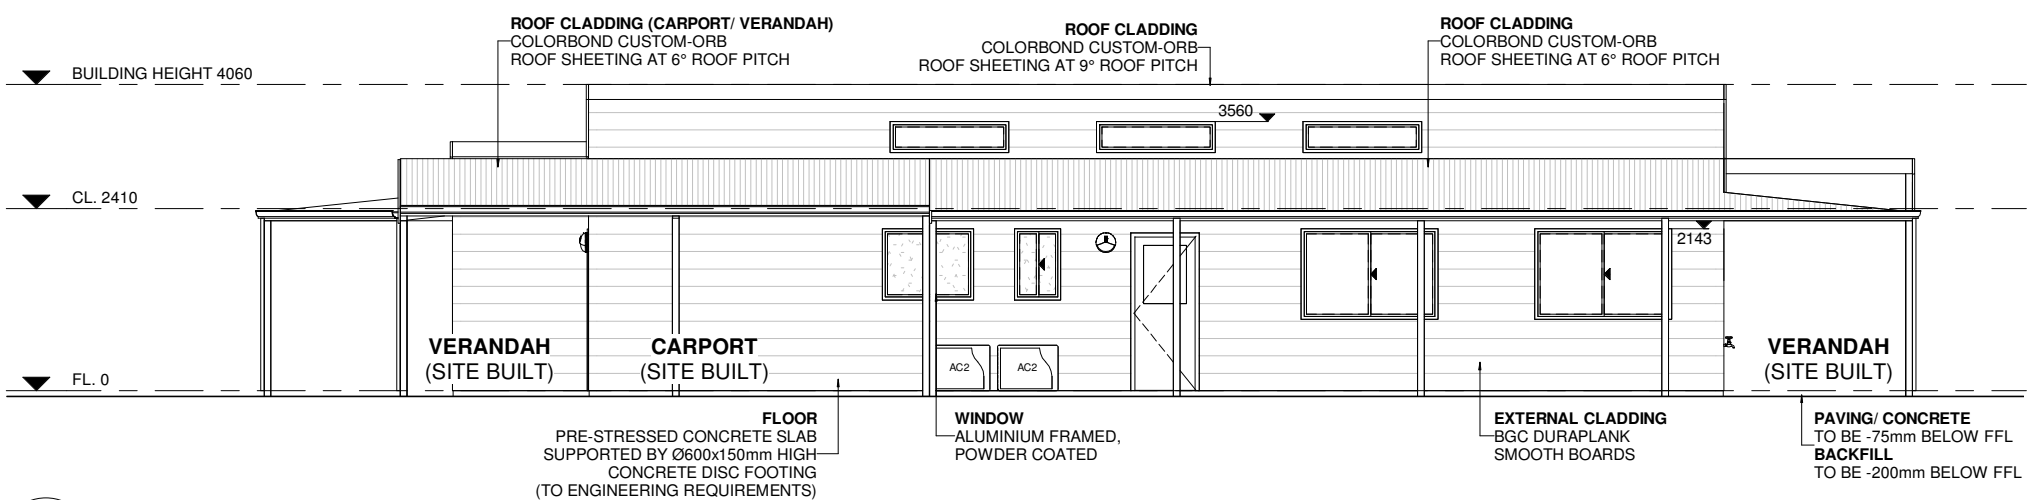 ROOF CLADDING (CARPORT/ VERANDAH)
COLORBOND CUSTOM-ORB
ROOF SHEETING AT 6° ROOF PITCH
ROOF CLADDING
COLORBOND CUSTOM-ORB
ROOF SHEETING AT 9° ROOF PITCH
ROOF CLADDING
COLORBOND CUSTOM-ORB
ROOF SHEETING AT 6° ROOF PITCH
BUILDING HEIGHT 4060
3560
CL. 2410
2143
VERANDAH
(SITE BUILT)
CARPORT
(SITE BUILT)
AC2
AC2
VERANDAH
(SITE BUILT)
FL. 0
FLOOR
PRE-STRESSED CONCRETE SLAB
SUPPORTED BY Ø600x150mm HIGH
CONCRETE DISC FOOTING
(TO ENGINEERING REQUIREMENTS)
WINDOW
ALUMINIUM FRAMED,
POWDER COATED
EXTERNAL CLADDING
BGC DURAPLANK
SMOOTH BOARDS
PAVING/ CONCRETE
TO BE -75mm BELOW FFL
BACKFILL
TO BE -200mm BELOW FFL